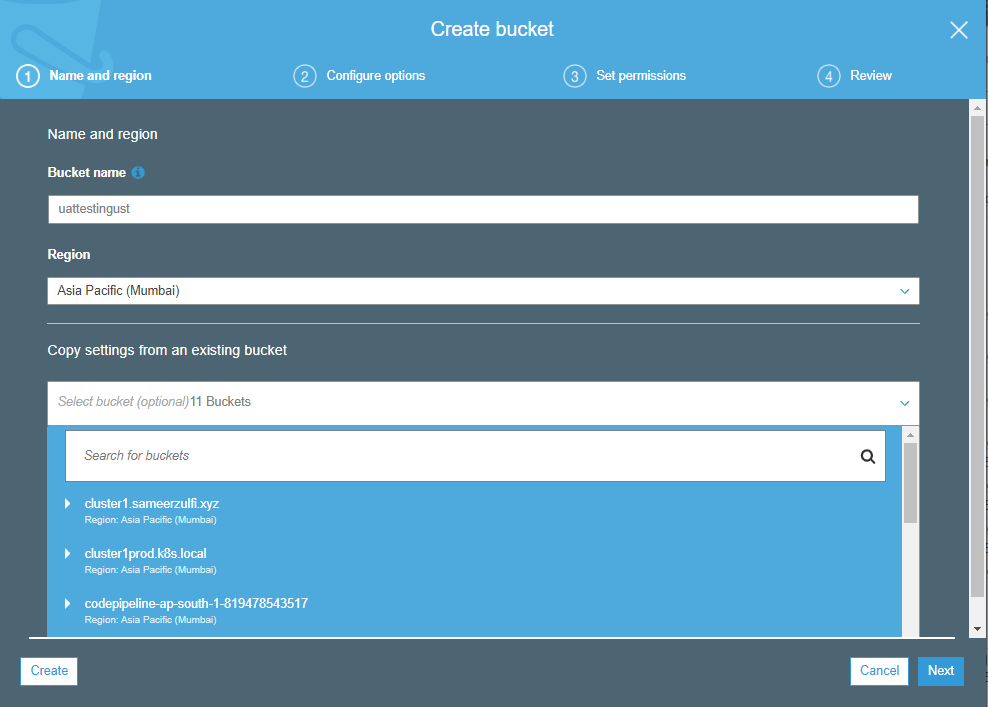 Create bucket
1 Name and region
2 Configure options
3 Set permissions
4 Review
Name and region
Bucket name
uattestingust
Region
Asia Pacific (Mumbai)
Copy settings from an existing bucket
Select bucket (optional)11 Buckets
Search for buckets
cluster1.sameerzulfi.xyz
Region: Asia Pacific (Mumbai)
cluster1prod.k8s.local
Region: Asia Pacific (Mumbai)
codepipeline-ap-south-1-819478543517
Region: Asia Pacific (Mumbai)
Create
Cancel
Next